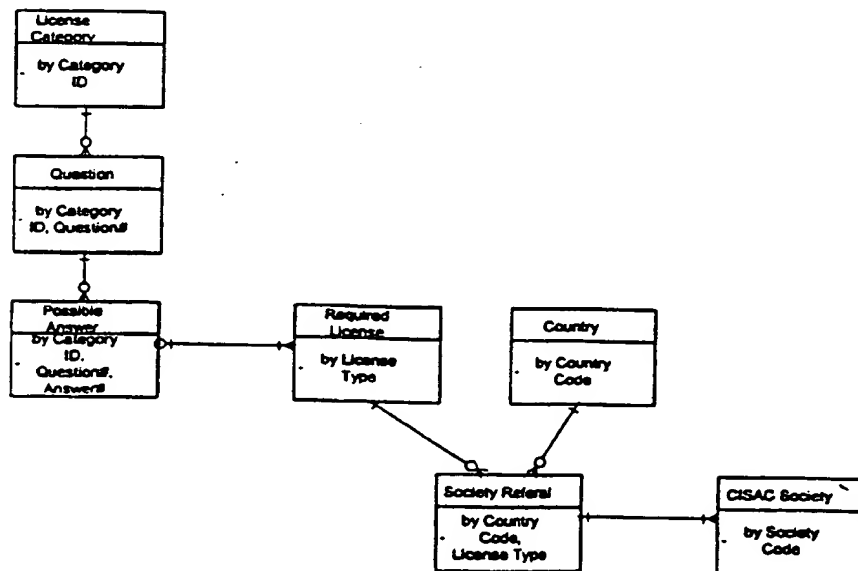 License
Category
by Category
ID
Question
by Category
ID, Question#
Possible
Answer
by Category
ID,
Question#,
Answer#
Required
License
by License
Type
Country
by Country
Code
Society Referal
by Country
Code,
License Type
CISAC Society
by Society
Code